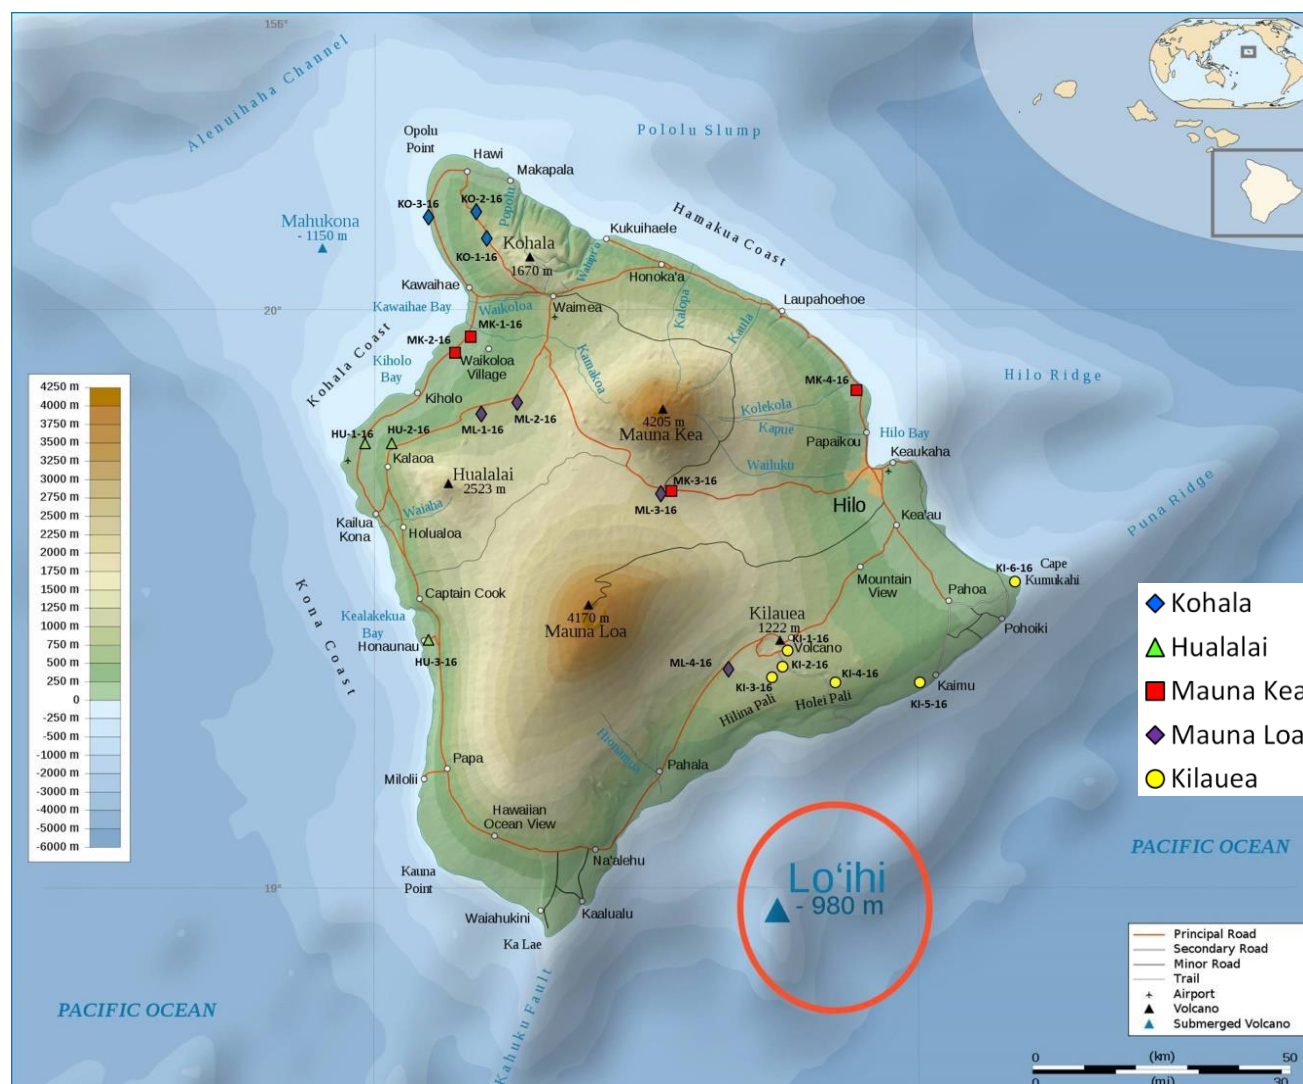 155°
Alenuihaha Channel
Pololu Slump
Opolu
Point
Hawi
Makapala
KO-3-16
KO-2-16
Popolu
Mahukona
- 1150 m
Kohala
1670 m
KO-1-16
Kukuihaele
Hamakua Coast
Honoka'a
Kawaihae
Kawaihae Bay
Waikoloa
Waimea
20°
Laupahoehoe
Kalopa
Kaula
MK-1-16
MK-2-16
Waikoloa
Village
Kamakoa
Kohala Coast
Kiholo
Bay
Kiholo
ML-1-16
ML-2-16
4205 m
Mauna Kea
MK-4-16
Kolekola
Kapue
Papaikou
Hilo Bay
Keaukaha
Hilo Ridge
HU-1-16
HU-2-16
Kalaoa
Hualalai
2523 m
Waiaha
Wailuku
MK-3-16
ML-3-16
Hilo
Kea'au
Puna Ridge
Kailua
Kona
Holualoa
Kona Coast
Captain Cook
Kealakekua
Bay
Honaunau
HU-3-16
4170 m
Mauna Loa
Mountain
View
Pahoa
KI-6-16
Cape
Kumukahi
Pohoiki
Kilauea
1222 m
KI-1-16
Volcano
KI-2-16
KI-3-16
KI-4-16
KI-5-16
ML-4-16
Kaimu
Hilina Pali
Holei Pali
Hionamoa
Papa
Milolii
Pahala
Hawaiian
Ocean View
Na'alehu
Kauna
Point
19°
Waiahukini
Kaalualu
Ka Lae
Kahuku Fault
Lo‘ihi
- 980 m
PACIFIC OCEAN
PACIFIC OCEAN
4250 m
4000 m
3750 m
3500 m
3250 m
3000 m
2750 m
2500 m
2250 m
2000 m
1750 m
1500 m
1250 m
1000 m
750 m
500 m
250 m
0
-250 m
-500 m
-1000 m
-2000 m
-3000 m
-4000 m
-5000 m
-6000 m
Kohala
Hualalai
Mauna Kea
Mauna Loa
Kilauea
Principal Road
Secondary Road
Minor Road
Trail
Airport
Volcano
Submerged Volcano
0 (km) 50
0 (mi) 30